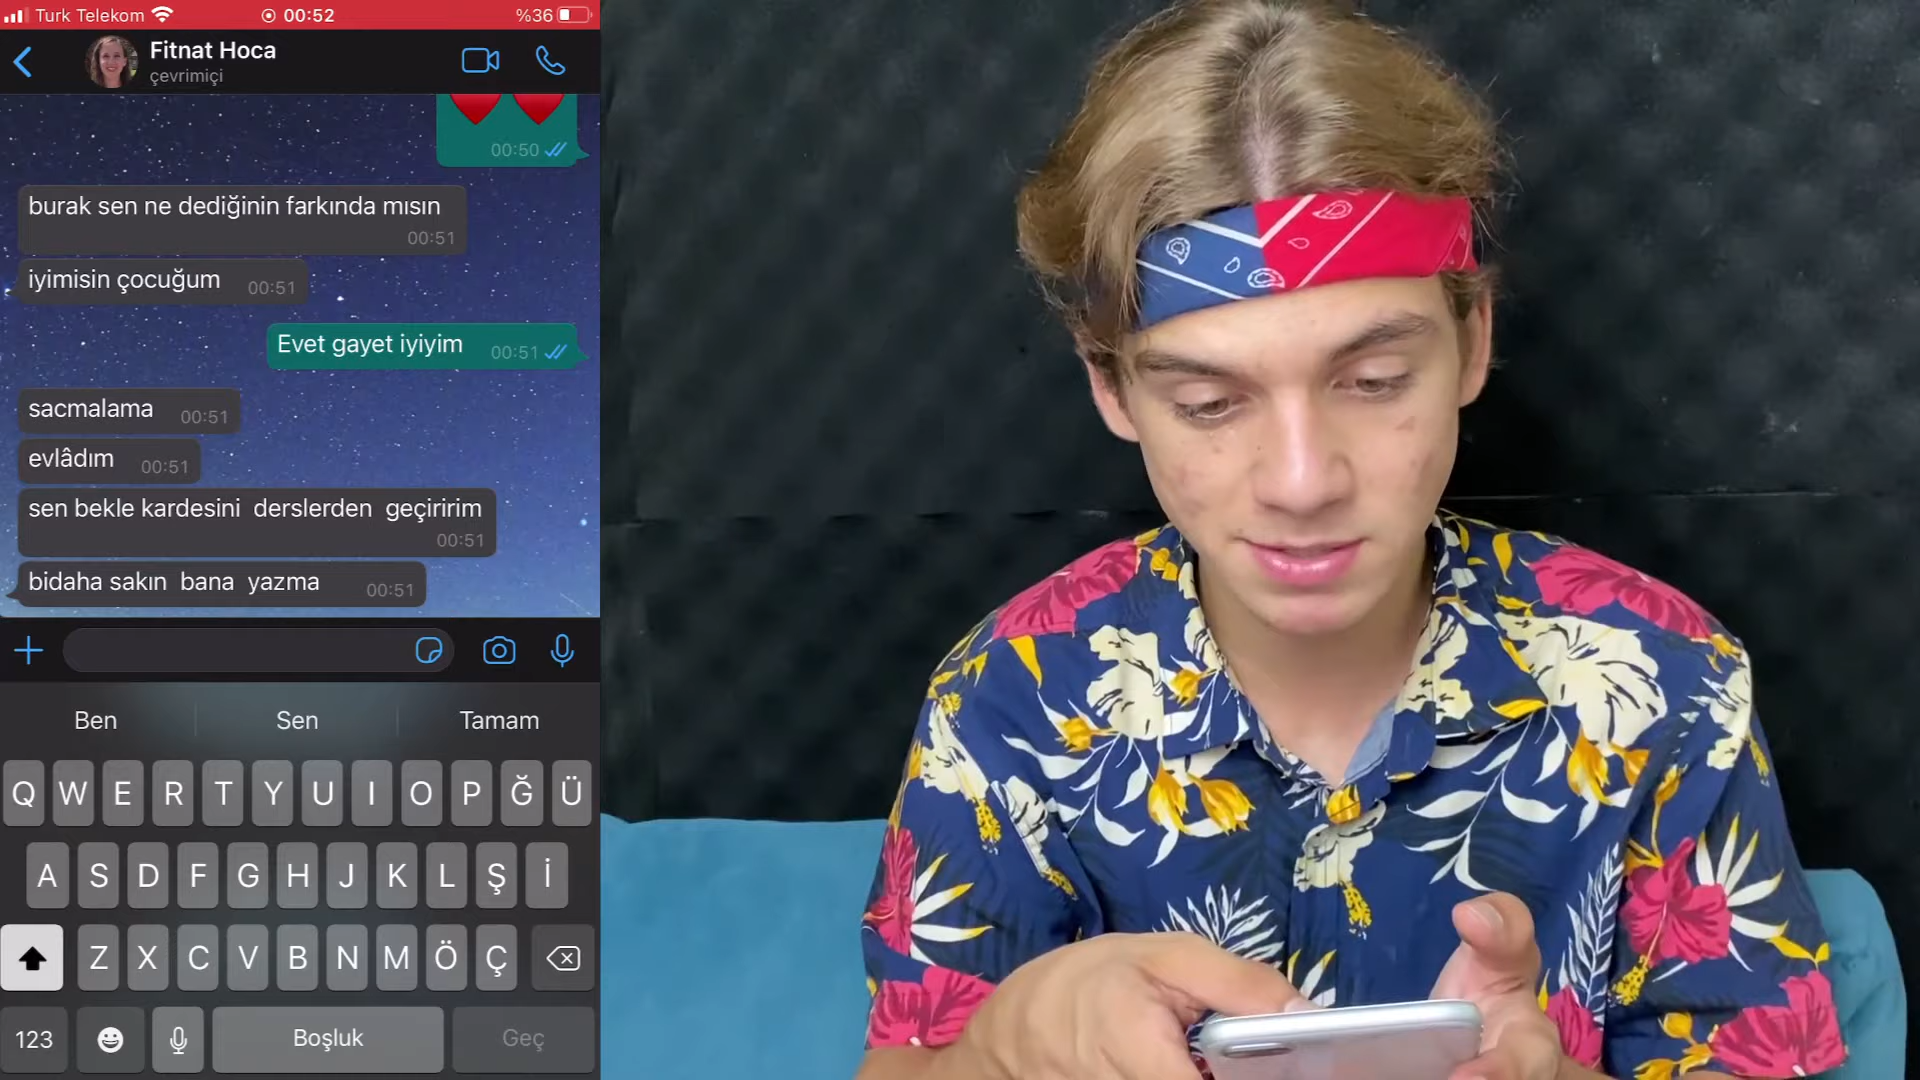 Turk Telekom 00:52 %36
Fitnat Hoca
çevrimiçi
00:50
burak sen ne dediğinin farkında mısın
00:51
iyimisin çocuğum 00:51
Evet gayet iyiyim 00:51
sacmalama 00:51
evlâdım 00:51
sen bekle kardesini derslerden geçiririm
00:51
bidaha sakın bana yazma 00:51
Ben Sen Tamam
Q W E R T Y U I O P Ğ Ü
A S D F G H J K L Ş İ
Z X C V B N M Ö Ç
123 Boşluk Geç